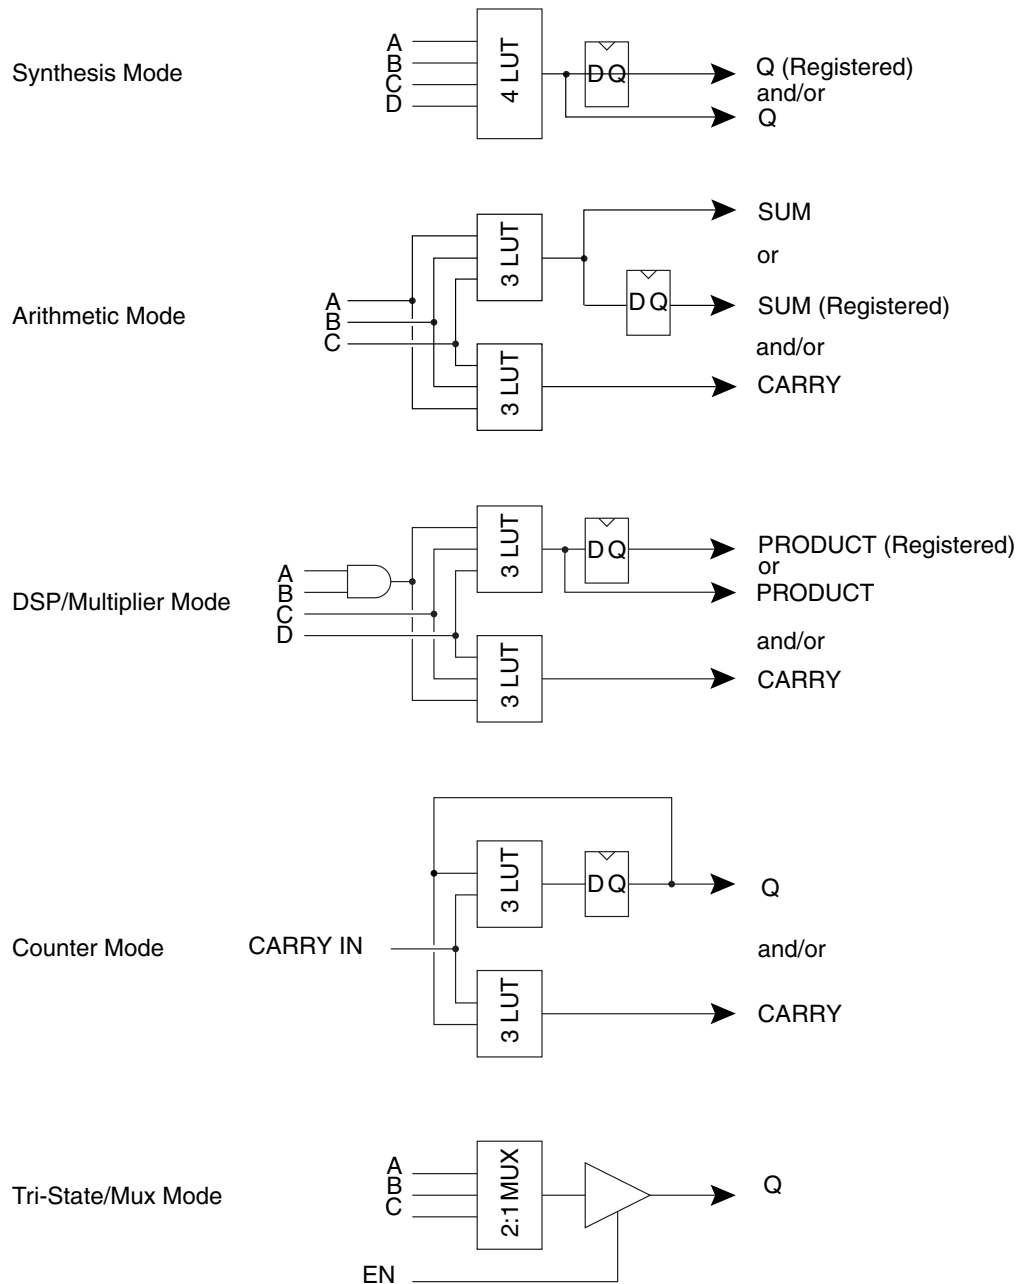 Synthesis Mode
A
B
C
D
4 LUT
D Q
Q (Registered)
and/or
Q
Arithmetic Mode
A
B
C
3 LUT
3 LUT
D Q
SUM
or
SUM (Registered)
and/or
CARRY
DSP/Multiplier Mode
A
B
C
D
3 LUT
3 LUT
D Q
PRODUCT (Registered)
or
PRODUCT
and/or
CARRY
Counter Mode
CARRY IN
3 LUT
3 LUT
D Q
Q
and/or
CARRY
Tri-State/Mux Mode
A
B
C
EN
2:1 MUX
Q